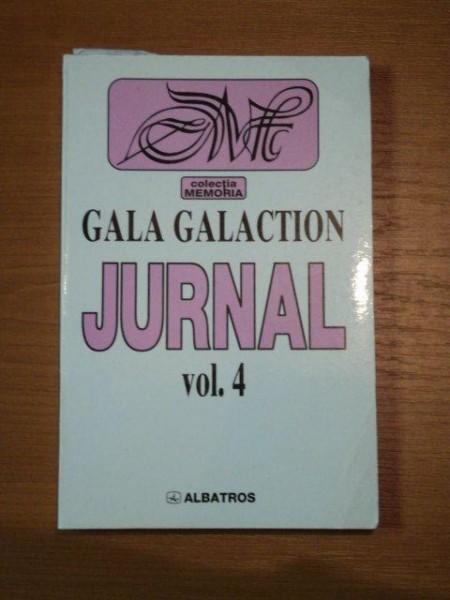 colecția
MEMORIA
GALA GALACTION
JURNAL
vol. 4
ALBATROS